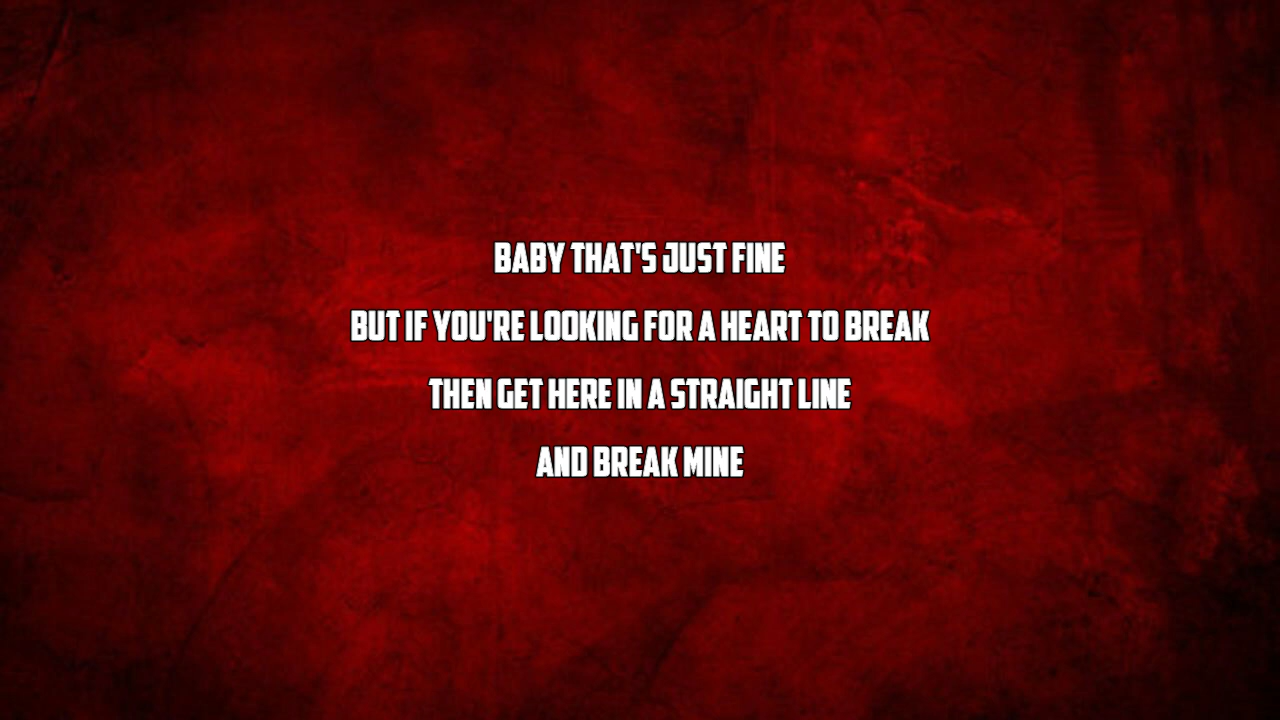 BABY THAT'S JUST FINE
BUT IF YOU'RE LOOKING FOR A HEART TO BREAK
THEN GET HERE IN A STRAIGHT LINE
AND BREAK MINE